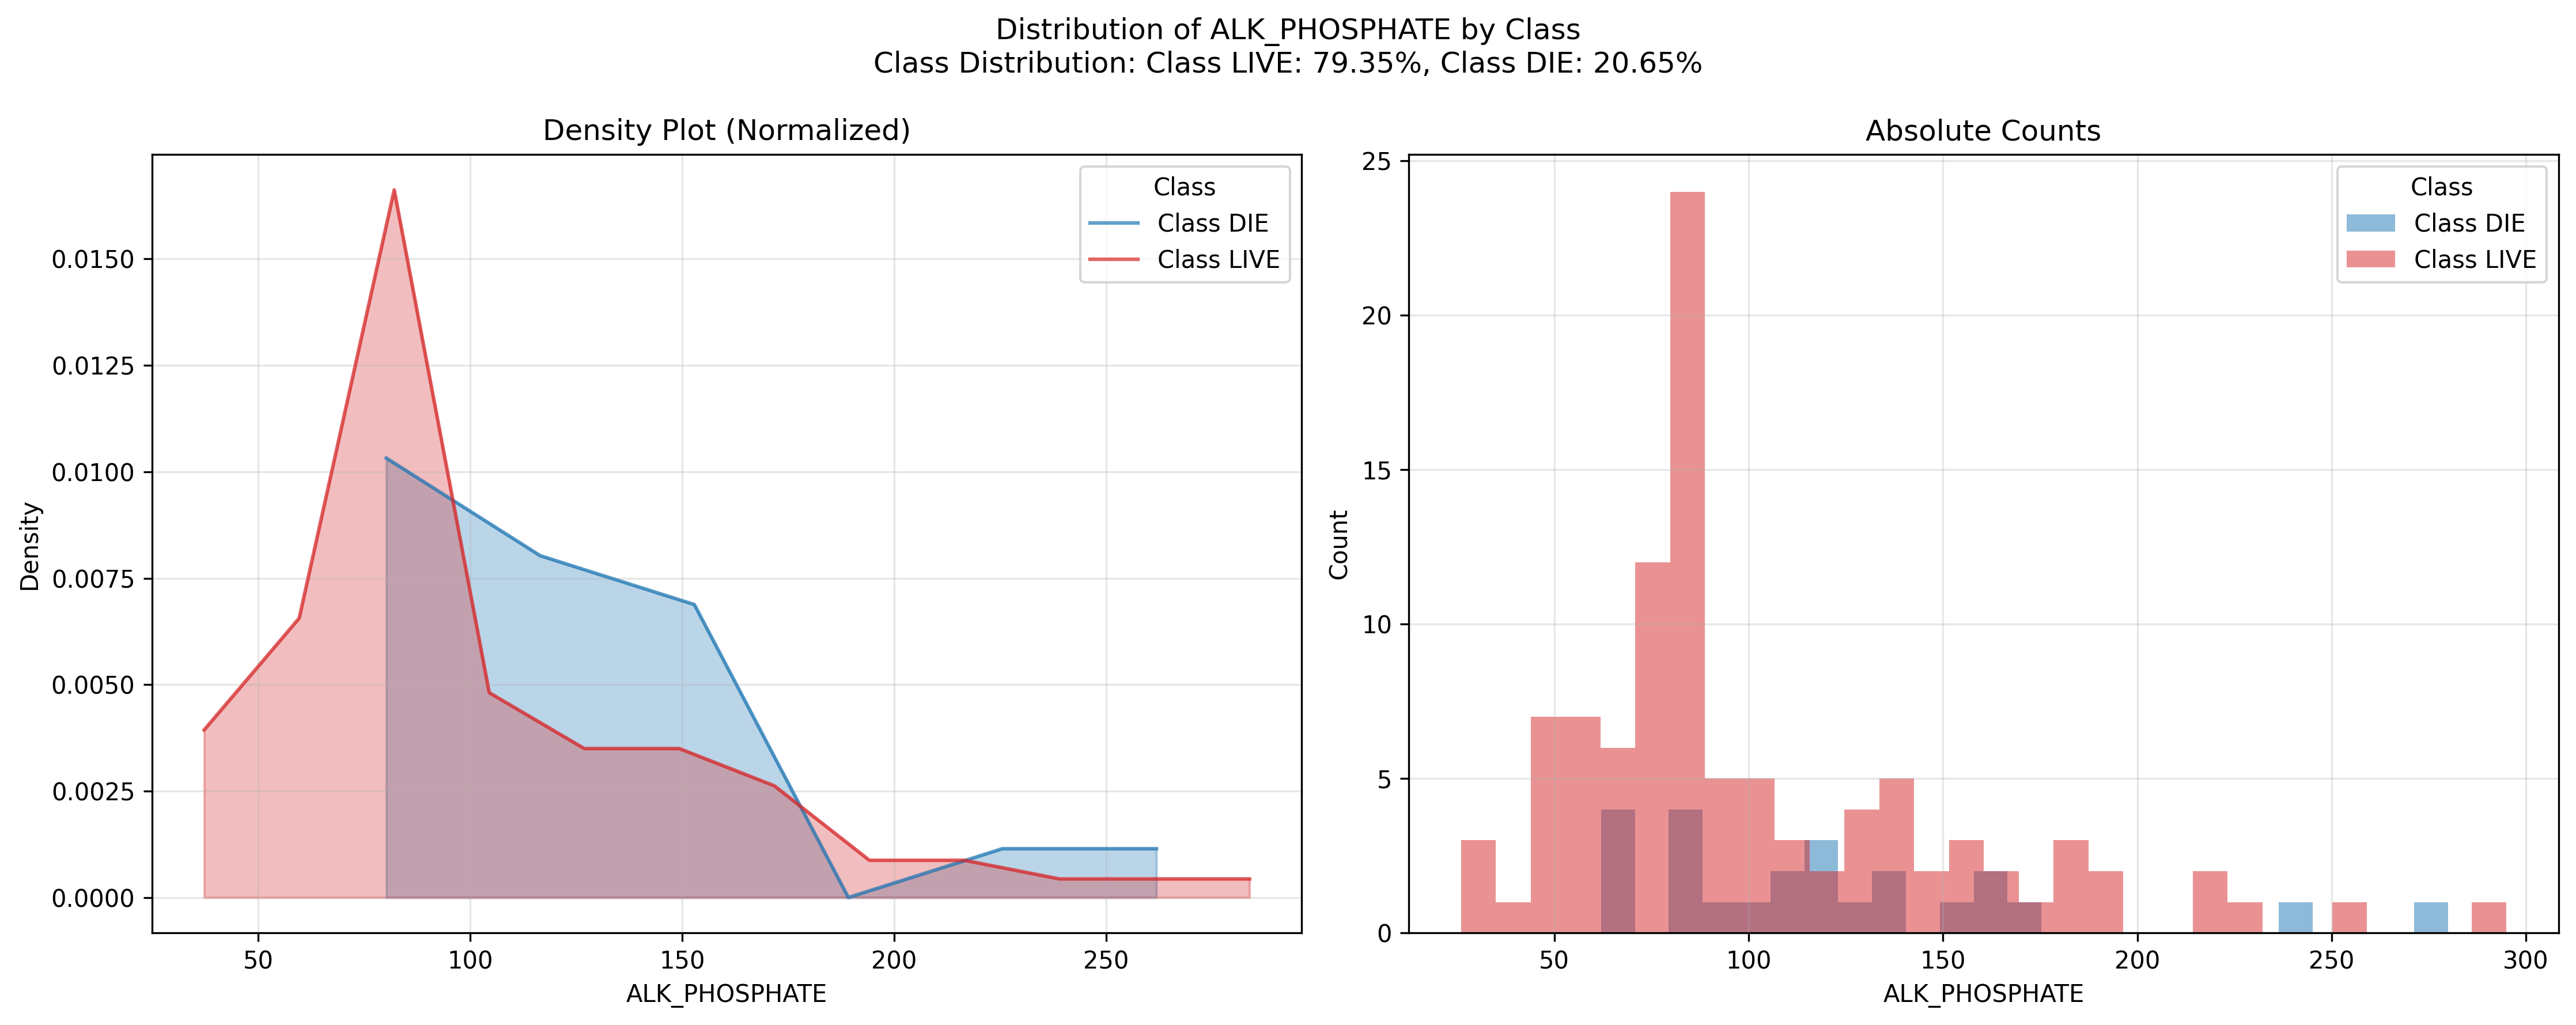 Distribution of ALK_PHOSPHATE by Class
Class Distribution: Class LIVE: 79.35%, Class DIE: 20.65%
Density Plot (Normalized)
Class
Class DIE
Class LIVE
0.0150
0.0125
0.0100
0.0075
0.0050
0.0025
0.0000
Density
50 100 150 200 250
ALK_PHOSPHATE
Absolute Counts
Class
Class DIE
Class LIVE
25
20
15
10
5
0
Count
50 100 150 200 250 300
ALK_PHOSPHATE